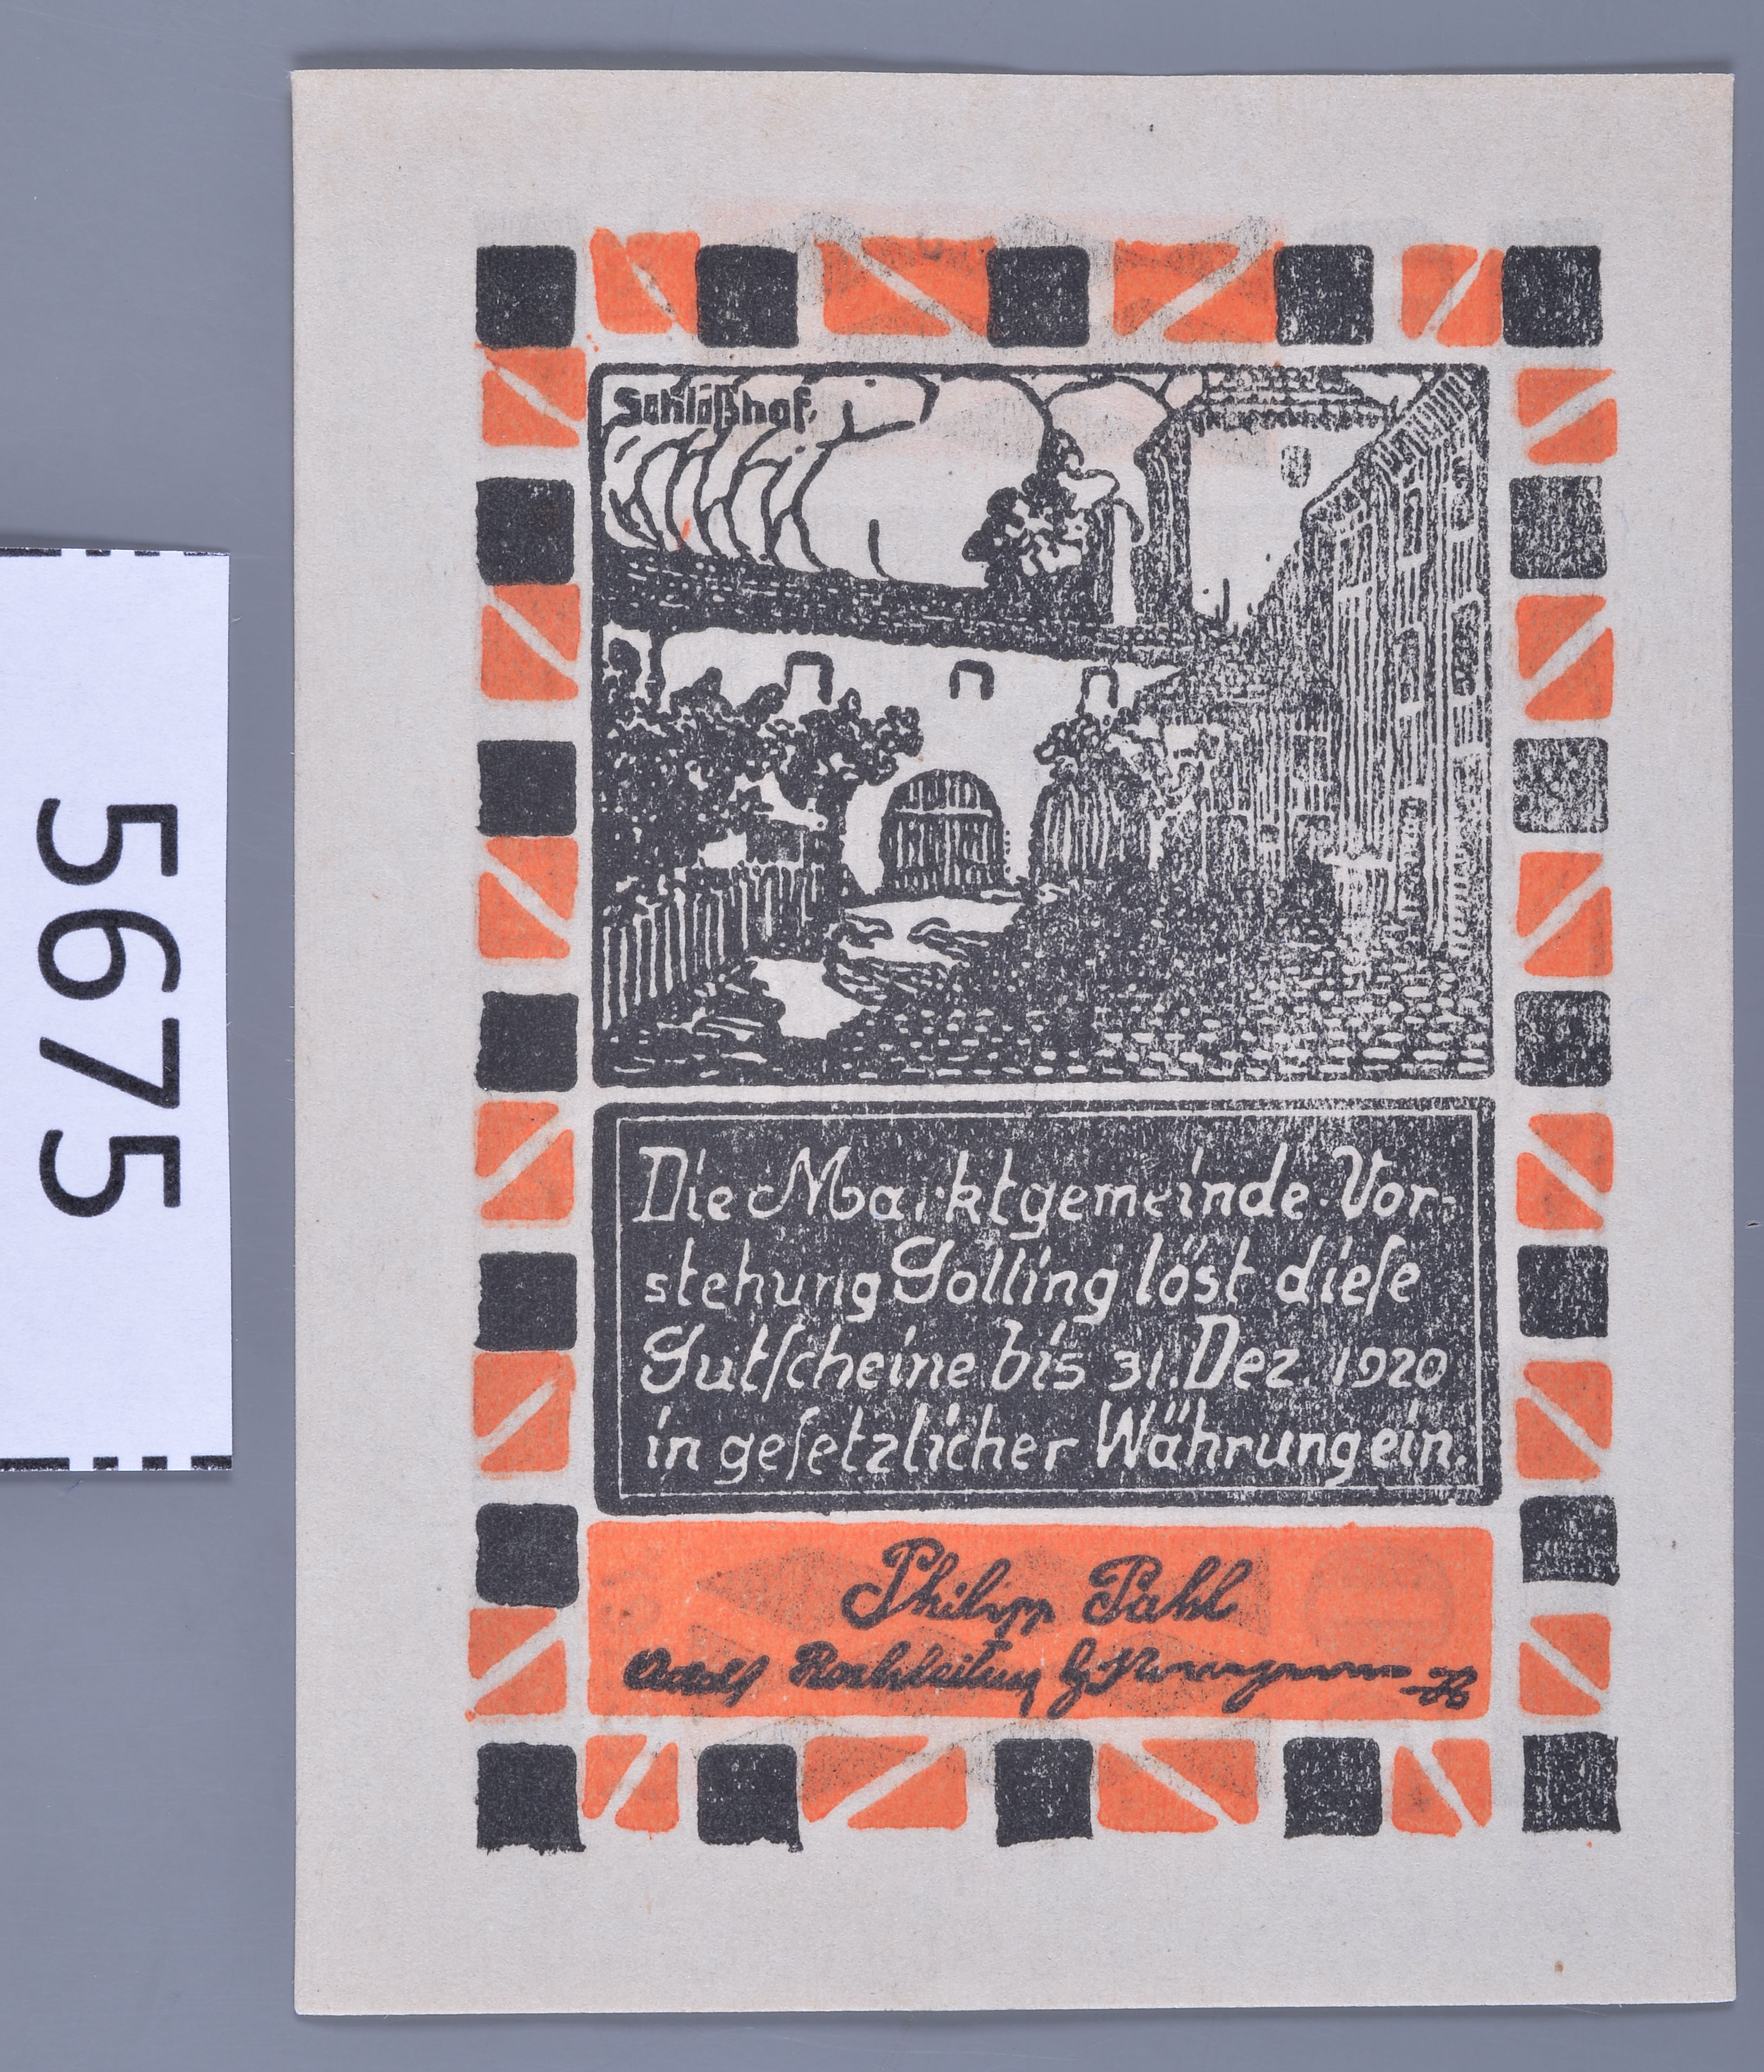 5675
Schloßhof.
Die Marktgemeinde-Vor-
stehung Golling löst dieſe
Gutſcheine bis 31. Dez. 1920
in geſetzlicher Währung ein.
Philipp Pahl